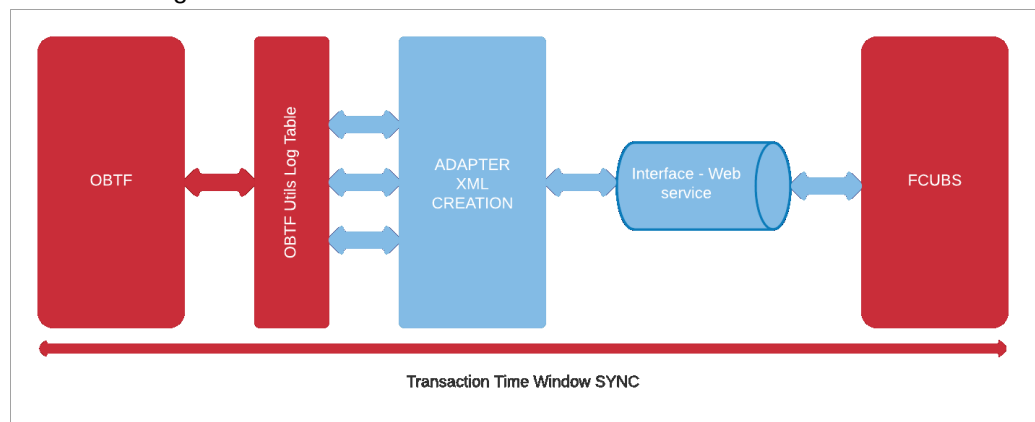 OBTF
OBTF Utils Log Table
ADAPTER
XML
CREATION
Interface - Web
service
FCUBS
Transaction Time Window SYNC